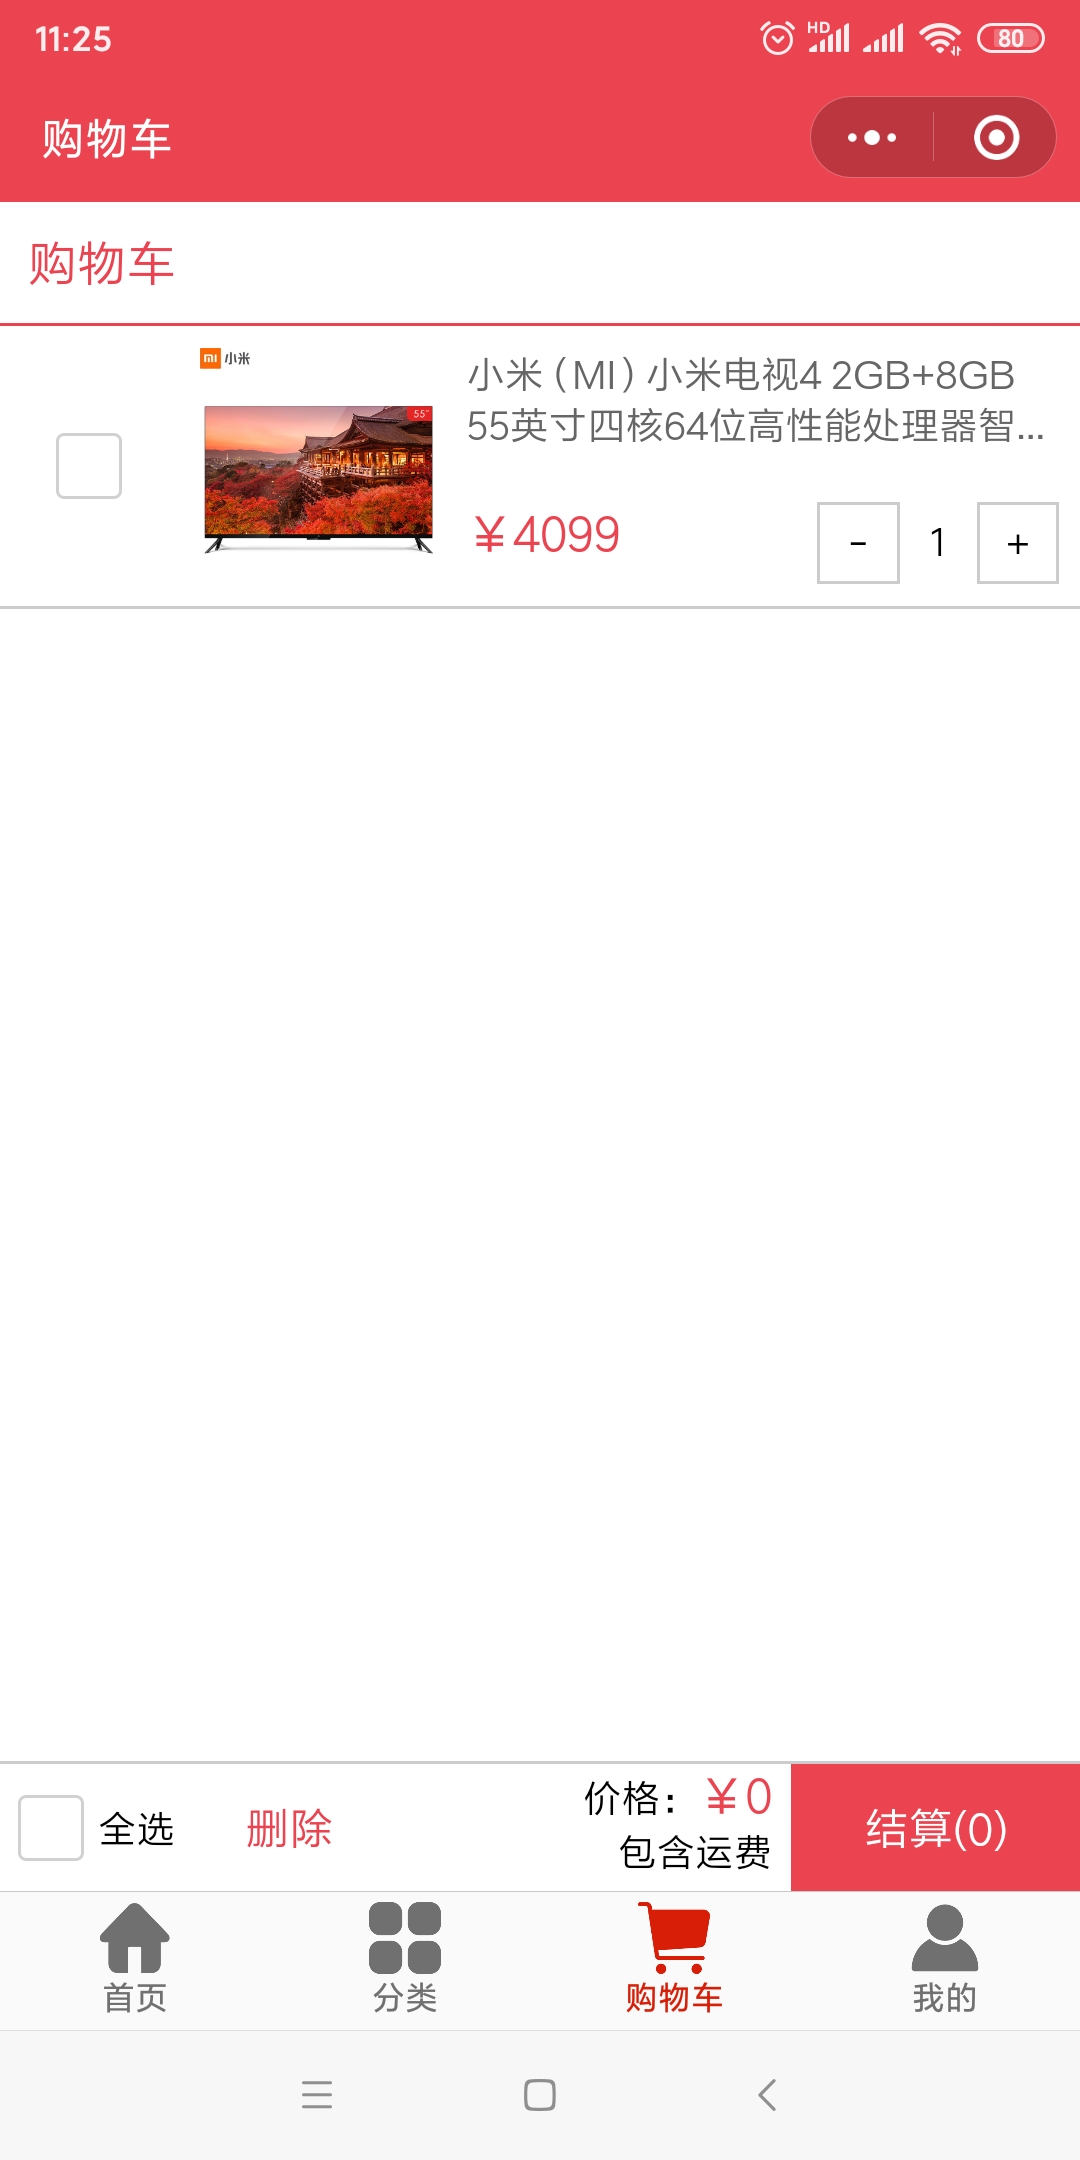 11:25
HD
80
购物车
购物车
mi 小米
55"
小米（MI）小米电视4 2GB+8GB
55英寸四核64位高性能处理器智...
￥4099
- 1 +
全选
删除
价格：￥0
包含运费
结算(0)
首页
分类
购物车
我的